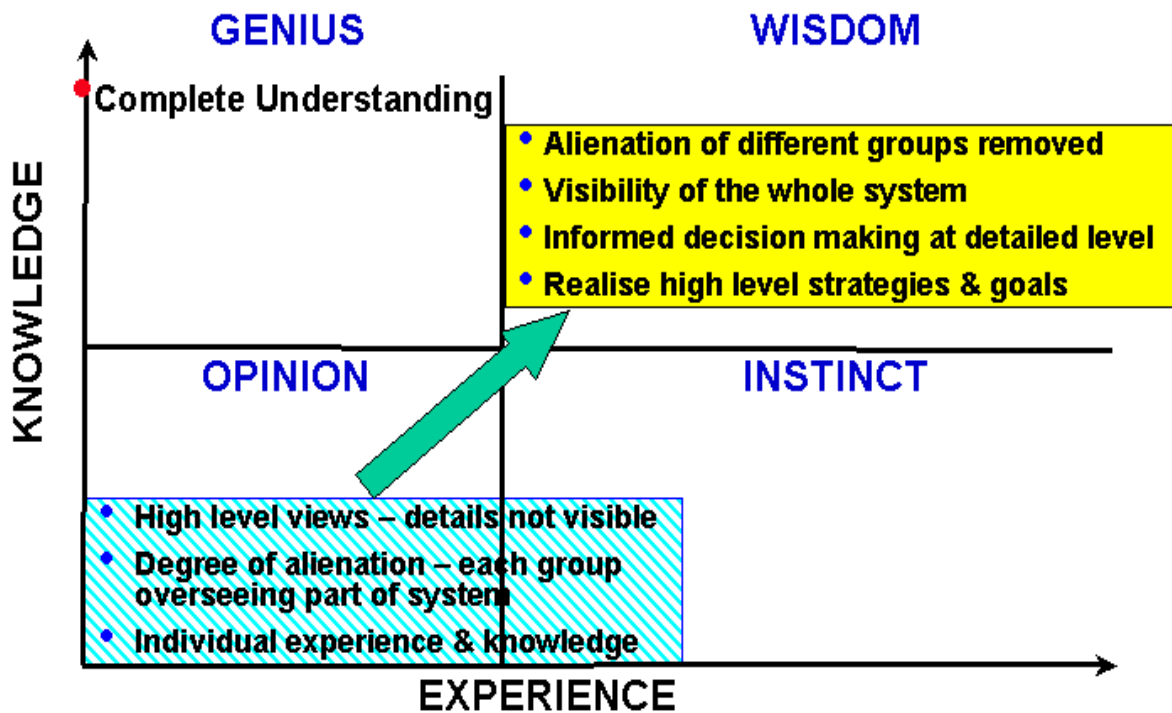 GENIUS
WISDOM
Complete Understanding
• Alienation of different groups removed
• Visibility of the whole system
• Informed decision making at detailed level
• Realise high level strategies & goals
KNOWLEDGE
OPINION
INSTINCT
• High level views – details not visible
• Degree of alienation – each group
overseeing part of system
• Individual experience & knowledge
EXPERIENCE